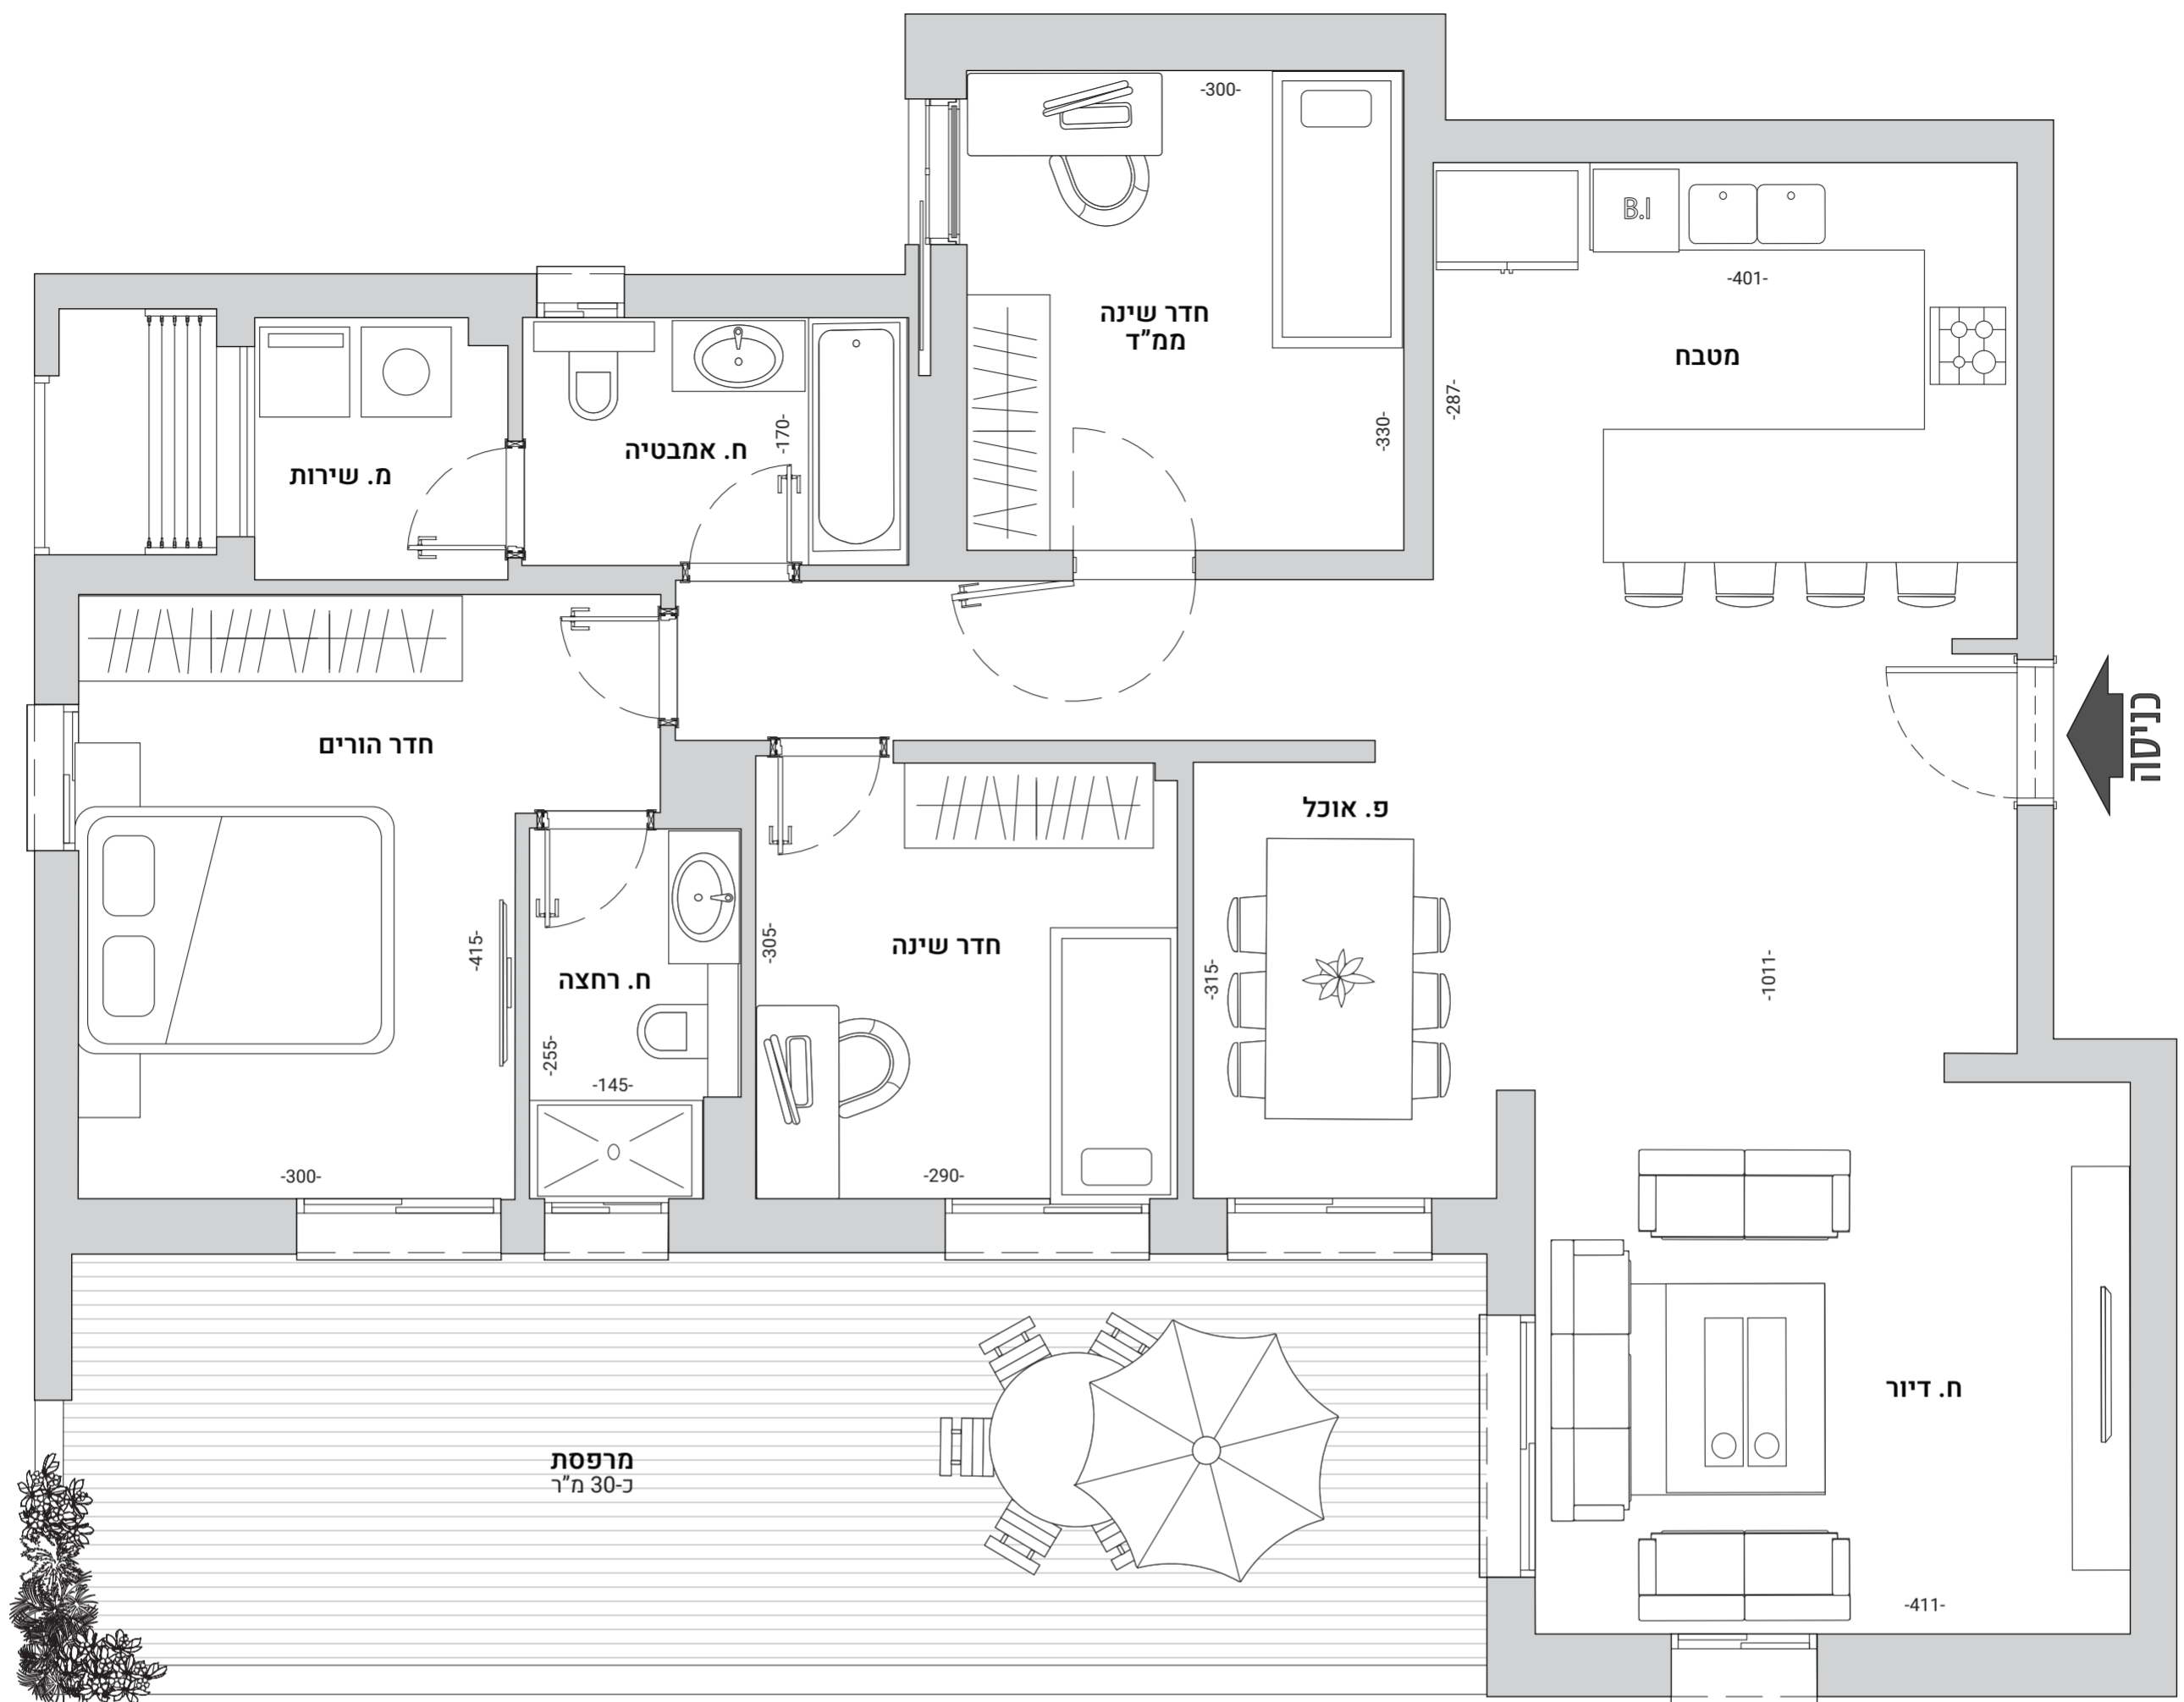 -300-
B.I
-401-
חדר שינה
ממ"ד
מטבח
-287-
-330-
-170-
ח. אמבטיה
מ. שירות
כניסה
חדר הורים
פ. אוכל
-415-
-305-
חדר שינה
-315-
-1011-
ח. רחצה
-255-
-145-
-300-
-290-
ח. דיור
מרפסת
כ-30 מ"ר
-411-